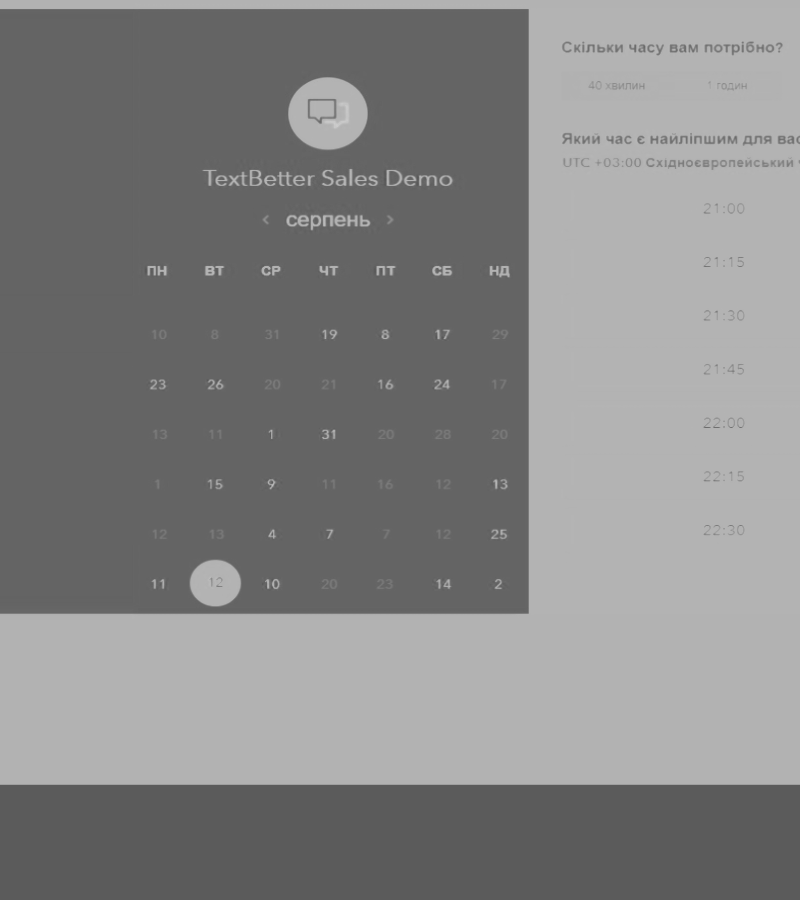 TextBetter Sales Demo
‹ серпень ›
ПН ВТ СР ЧТ ПТ СБ НД
10 8 31 19 8 17 29
23 26 20 21 16 24 17
13 11 1 31 20 28 20
1 15 9 11 16 12 13
12 13 4 7 7 12 25
11 12 10 20 23 14 2
Скільки часу вам потрібно?
40 хвилин 1 годин
Який час є найліпшим для вас
UTC +03:00 Східноєвропейський
21:00
21:15
21:30
21:45
22:00
22:15
22:30